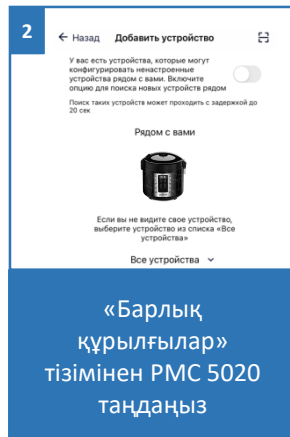 2
← Назад Добавить устройство
У вас есть устройства, которые могут
конфигурировать ненастроенные
устройства рядом с вами. Включите
опцию для поиска новых устройств рядом
Поиск таких устройств может проходить с задержкой до
20 сек
Рядом с вами
Если вы не видите свое устройство,
выберите устройство из списка «Все
устройства»
Все устройства
«Барлық
құрылғылар»
тізімінен РМС 5020
таңдаңыз